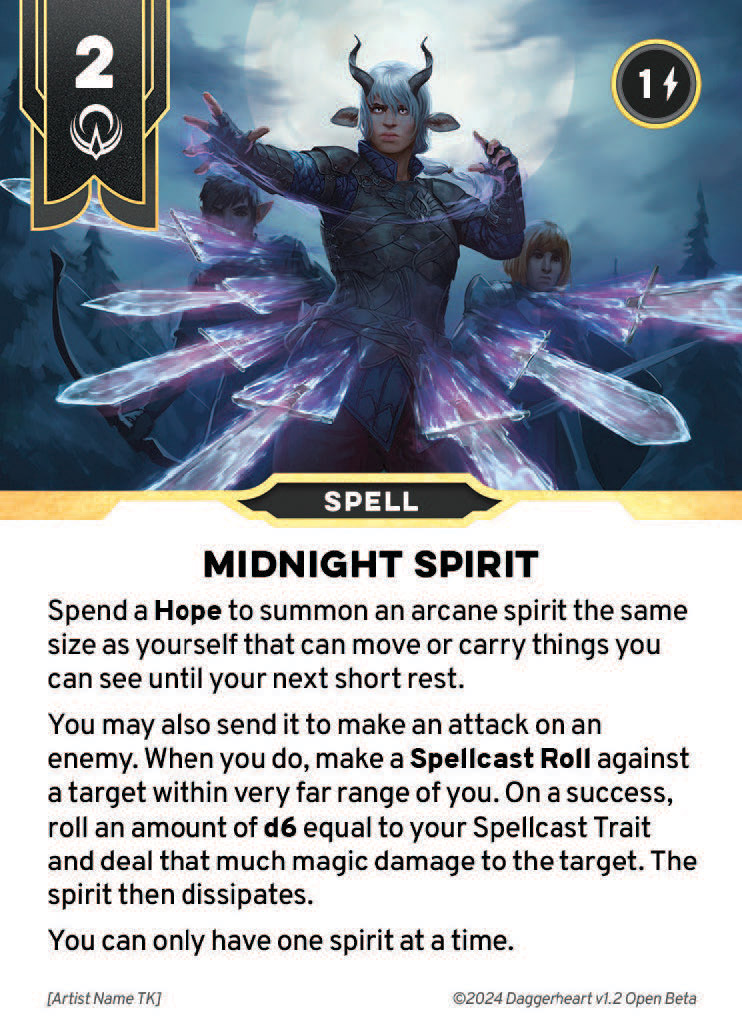 2
1
SPELL
MIDNIGHT SPIRIT
Spend a Hope to summon an arcane spirit the same
size as yourself that can move or carry things you
can see until your next short rest.
You may also send it to make an attack on an
enemy. When you do, make a Spellcast Roll against
a target within very far range of you. On a success,
roll an amount of d6 equal to your Spellcast Trait
and deal that much magic damage to the target. The
spirit then dissipates.
You can only have one spirit at a time.
[Artist Name TK]
©2024 Daggerheart v1.2 Open Beta